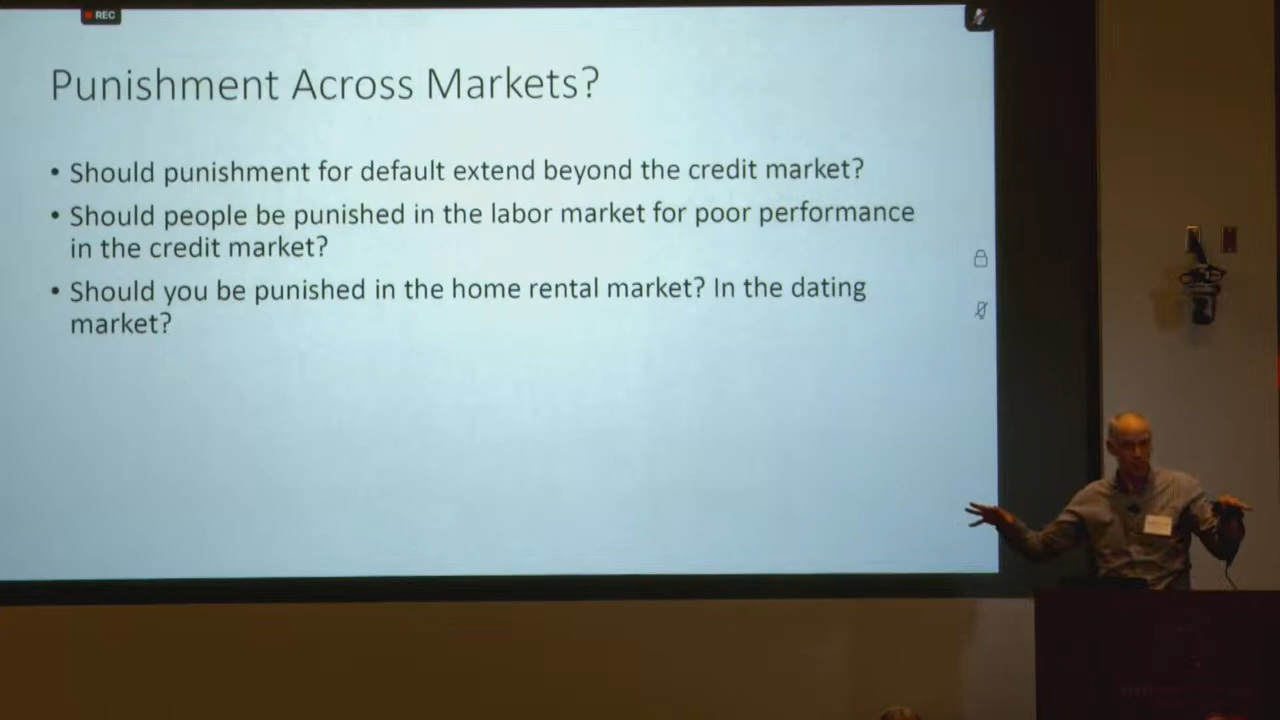 REC
Punishment Across Markets?
• Should punishment for default extend beyond the credit market?
• Should people be punished in the labor market for poor performance
in the credit market?
• Should you be punished in the home rental market? In the dating
market?